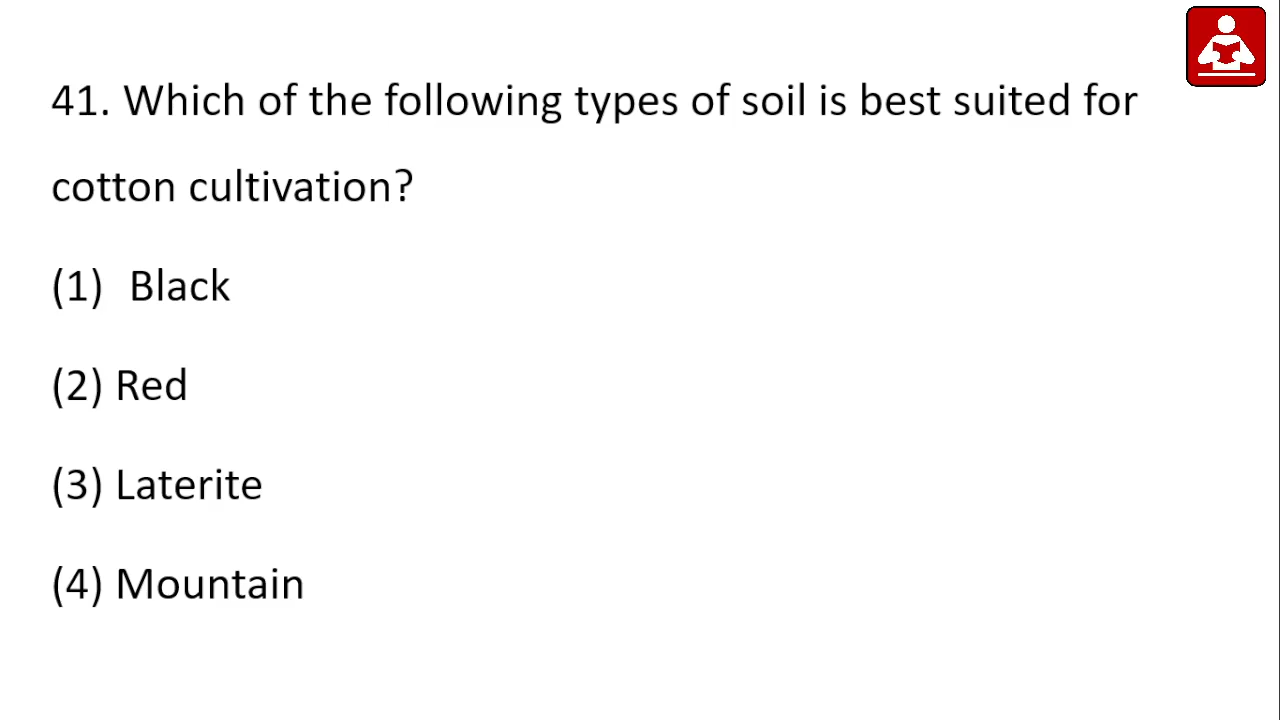 41. Which of the following types of soil is best suited for
cotton cultivation?
(1) Black
(2) Red
(3) Laterite
(4) Mountain